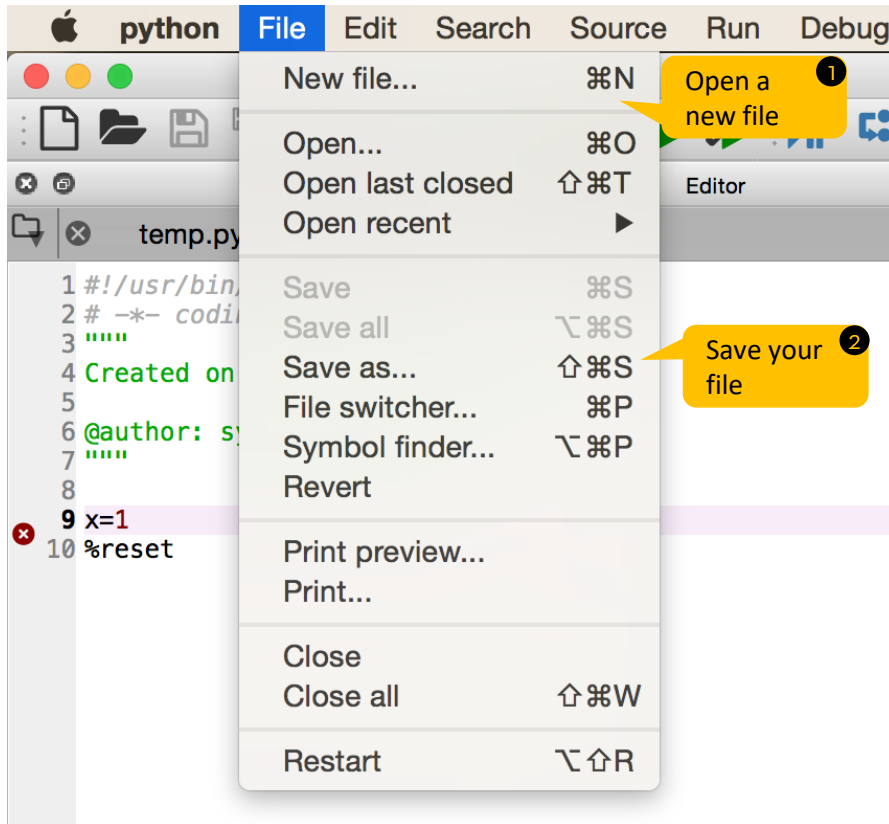 python File Edit Search Source Run Debug
New file... ⌘N
Open a ❶
new file
Open... ⌘O
Open last closed ⇧⌘T
Editor
Open recent ▶
temp.py
1 #!/usr/bin/
2 # -*- codi
3 """
4 Created on
5
6 @author: s
7 """
8
9 x=1
10 %reset
Save ⌘S
Save all ⌥⌘S
Save as... ⇧⌘S
Save your ❷
file
File switcher... ⌘P
Symbol finder... ⌥⌘P
Revert
Print preview...
Print...
Close
Close all ⇧⌘W
Restart ⌥⇧R